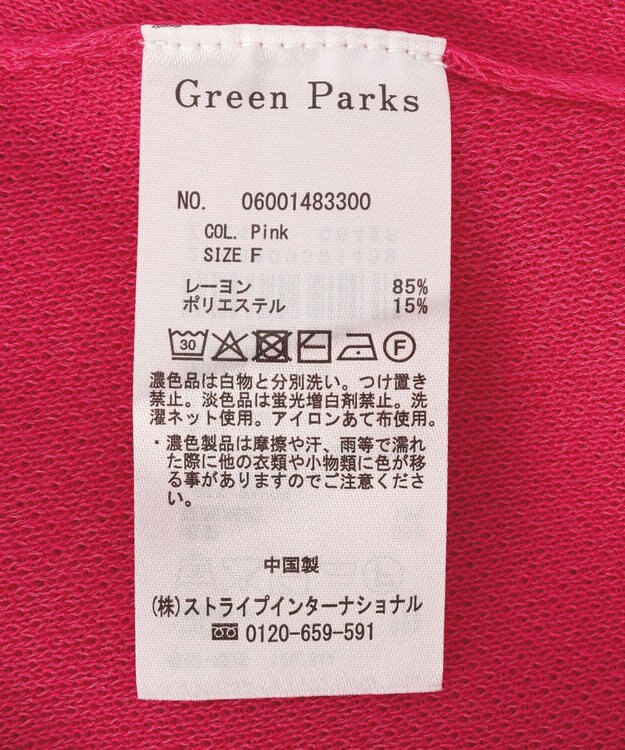 Green Parks
NO. 06001483300
COL. Pink
SIZE F
レーヨン 85%
ポリエステル 15%
30 F
濃色品は白物と分別洗い。つけ置き
禁止。淡色品は蛍光増白剤禁止。洗
濯ネット使用。アイロンあて布使用。
・濃色製品は摩擦や汗、雨等で濡れ
た際に他の衣類や小物類に色が移
る事がありますのでご注意くださ
い。
中国製
(株)ストライプインターナショナル
0120-659-591